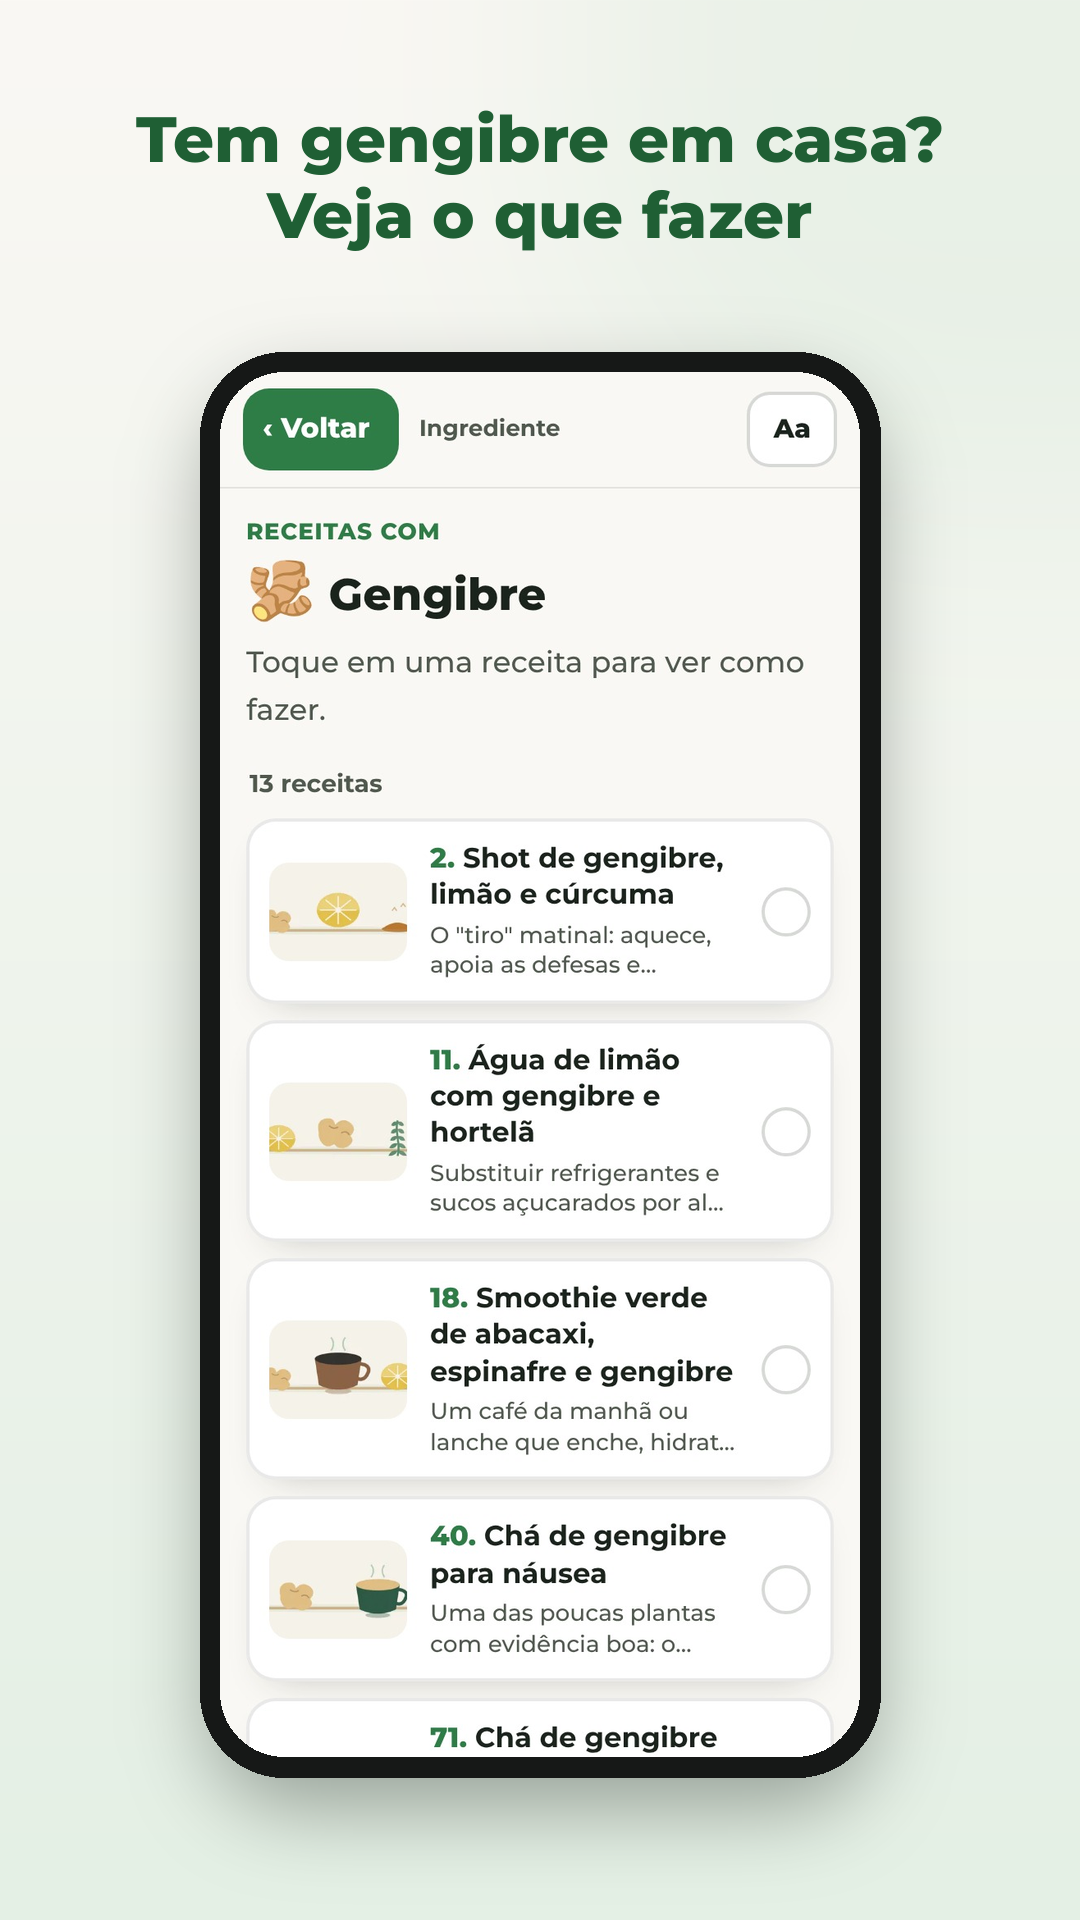 Tem gengibre em casa?
Veja o que fazer
‹ Voltar
Ingrediente
Aa
RECEITAS COM
Gengibre
Toque em uma receita para ver como
fazer.
13 receitas
2. Shot de gengibre,
limão e cúrcuma
O "tiro" matinal: aquece,
apoia as defesas e...
11. Água de limão
com gengibre e
hortelã
Substituir refrigerantes e
sucos açucarados por al...
18. Smoothie verde
de abacaxi,
espinafre e gengibre
Um café da manhã ou
lanche que enche, hidrat...
40. Chá de gengibre
para náusea
Uma das poucas plantas
com evidência boa: o...
71. Chá de gengibre